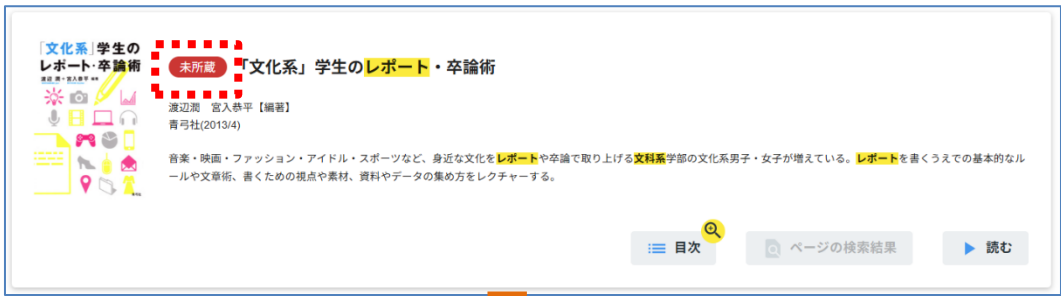 「文化系」学生の
レポート・卒論術
渡辺 潤・宮入恭平 編著
未所蔵 「文化系」学生のレポート・卒論術
渡辺潤 宮入恭平【編著】
青弓社(2013/4)
音楽・映画・ファッション・アイドル・スポーツなど、身近な文化をレポートや卒論で取り上げる文科系学部の文化系男子・女子が増えている。レポートを書くうえでの基本的なル
ールや文章術、書くための視点や素材、資料やデータの集め方をレクチャーする。
目次 ページの検索結果 読む